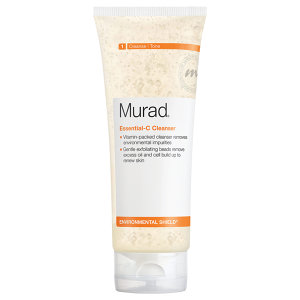 1 Cleanse / Tone
m
Murad.
Essential-C Cleanser
• Vitamin-packed cleanser removes
environmental impurities
• Gentle exfoliating beads remove
excess oil and cell build up to
renew skin
ENVIRONMENTAL SHIELD®